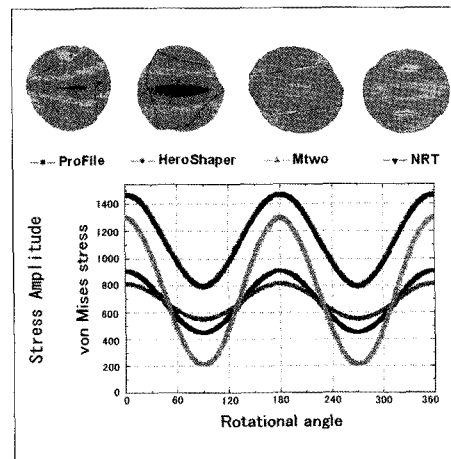 ProFile HeroShaper Mtwo NRT
Stress Amplitude
von Mises stress
1400
1200
1000
800
600
400
200
0
0 60 120 180 240 300 360
Rotational angle